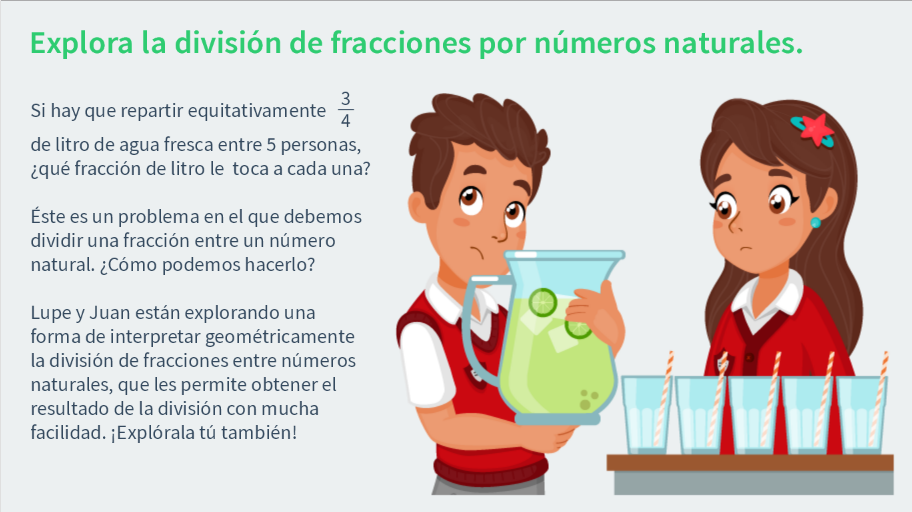 Explora la división de fracciones por números naturales.
Si hay que repartir equitativamente 3/4
de litro de agua fresca entre 5 personas,
¿qué fracción de litro le toca a cada una?
Éste es un problema en el que debemos
dividir una fracción entre un número
natural. ¿Cómo podemos hacerlo?
Lupe y Juan están explorando una
forma de interpretar geométricamente
la división de fracciones entre números
naturales, que les permite obtener el
resultado de la división con mucha
facilidad. ¡Explórala tú también!